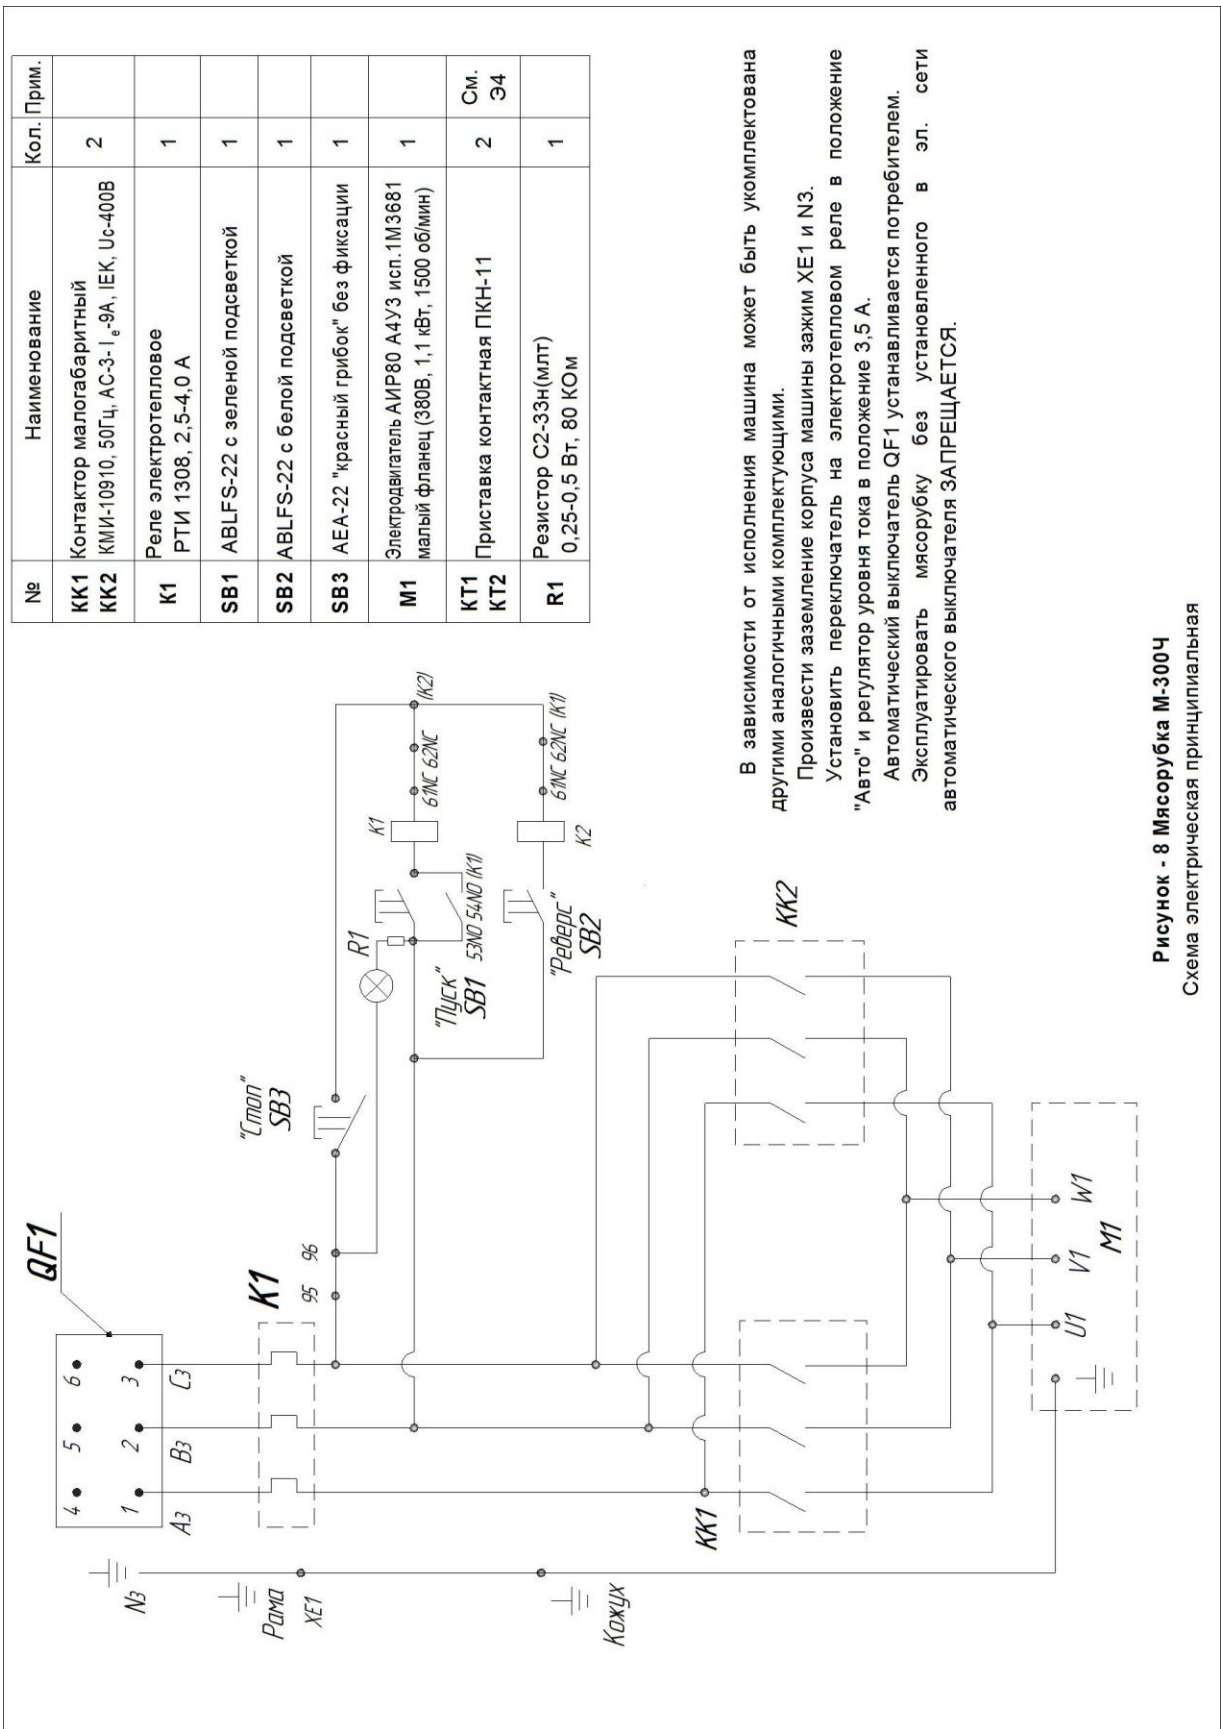 № Наименование Кол. Прим.
КК1 Контактор малогабаритный
КК2 КМИ-10910, 50Гц, АС-3- Iе-9А, IEK, Uc-400В 2
К1 Реле электротепловое
РТИ 1308, 2,5-4,0 А 1
SB1 ABLFS-22 с зеленой подсветкой 1
SB2 ABLFS-22 с белой подсветкой 1
SB3 AEA-22 "красный грибок" без фиксации 1
М1 Электродвигатель АИР80 А4У3 исп.1М3681
малый фланец (380В, 1,1 кВт, 1500 об/мин) 1
КТ1 Приставка контактная ПКН-11 2 См.
КТ2 Э4
R1 Резистор С2-33н(млт)
0,25-0,5 Вт, 80 КОм 1
QF1
4 5 6
1 2 3
А3 В3 С3
N3
К1
95 96
Рама
ХЕ1
Кожух
"Стоп"
SB3
R1
"Пуск"
SB1
53NO 54NO (К1)
К1
61NC 62NC
(К2)
"Реверс"
SB2
К2
61NC 62NC (К1)
КК1
КК2
U1 V1 W1
М1
В зависимости от исполнения машина может быть укомплектована
другими аналогичными комплектующими.
Произвести заземление корпуса машины зажим ХЕ1 и N3.
Установить переключатель на электротепловом реле в положение
"Авто" и регулятор уровня тока в положение 3,5 А.
Автоматический выключатель QF1 устанавливается потребителем.
Эксплуатировать мясорубку без установленного в эл. сети
автоматического выключателя ЗАПРЕЩАЕТСЯ.
Рисунок - 8 Мясорубка М-300Ч
Схема электрическая принципиальная